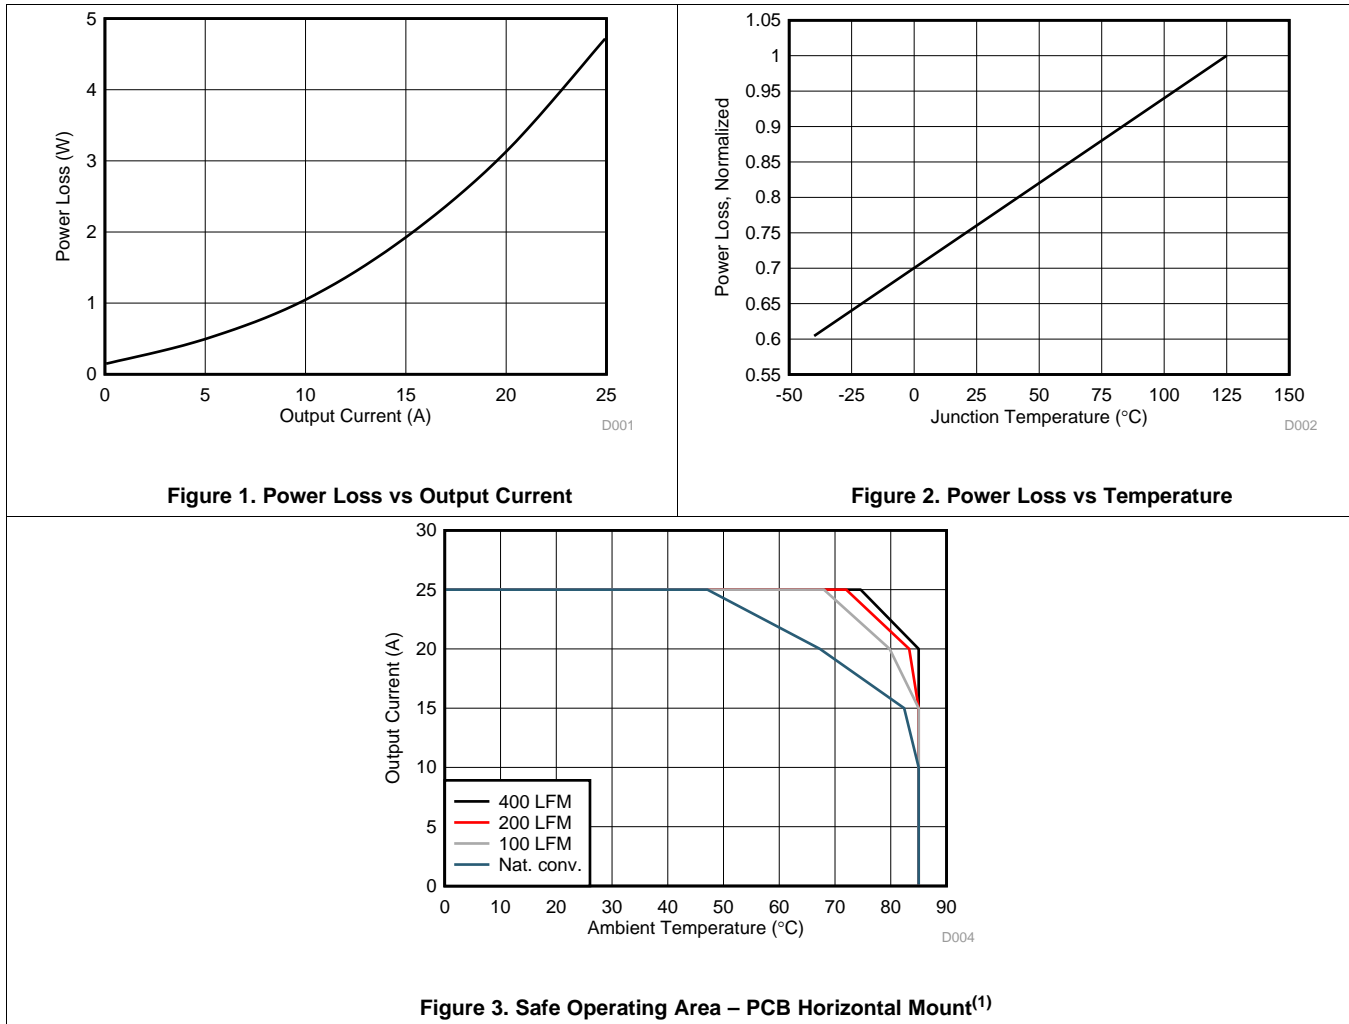 5
4
3
2
1
0
Power Loss (W)
0 5 10 15 20 25
Output Current (A)
D001
Figure 1. Power Loss vs Output Current
1.05
1
0.95
0.9
0.85
0.8
0.75
0.7
0.65
0.6
0.55
Power Loss, Normalized
-50 -25 0 25 50 75 100 125 150
Junction Temperature (°C)
D002
Figure 2. Power Loss vs Temperature
30
25
20
15
10
5
0
Output Current (A)
400 LFM
200 LFM
100 LFM
Nat. conv.
0 10 20 30 40 50 60 70 80 90
Ambient Temperature (°C)
D004
Figure 3. Safe Operating Area – PCB Horizontal Mount(1)